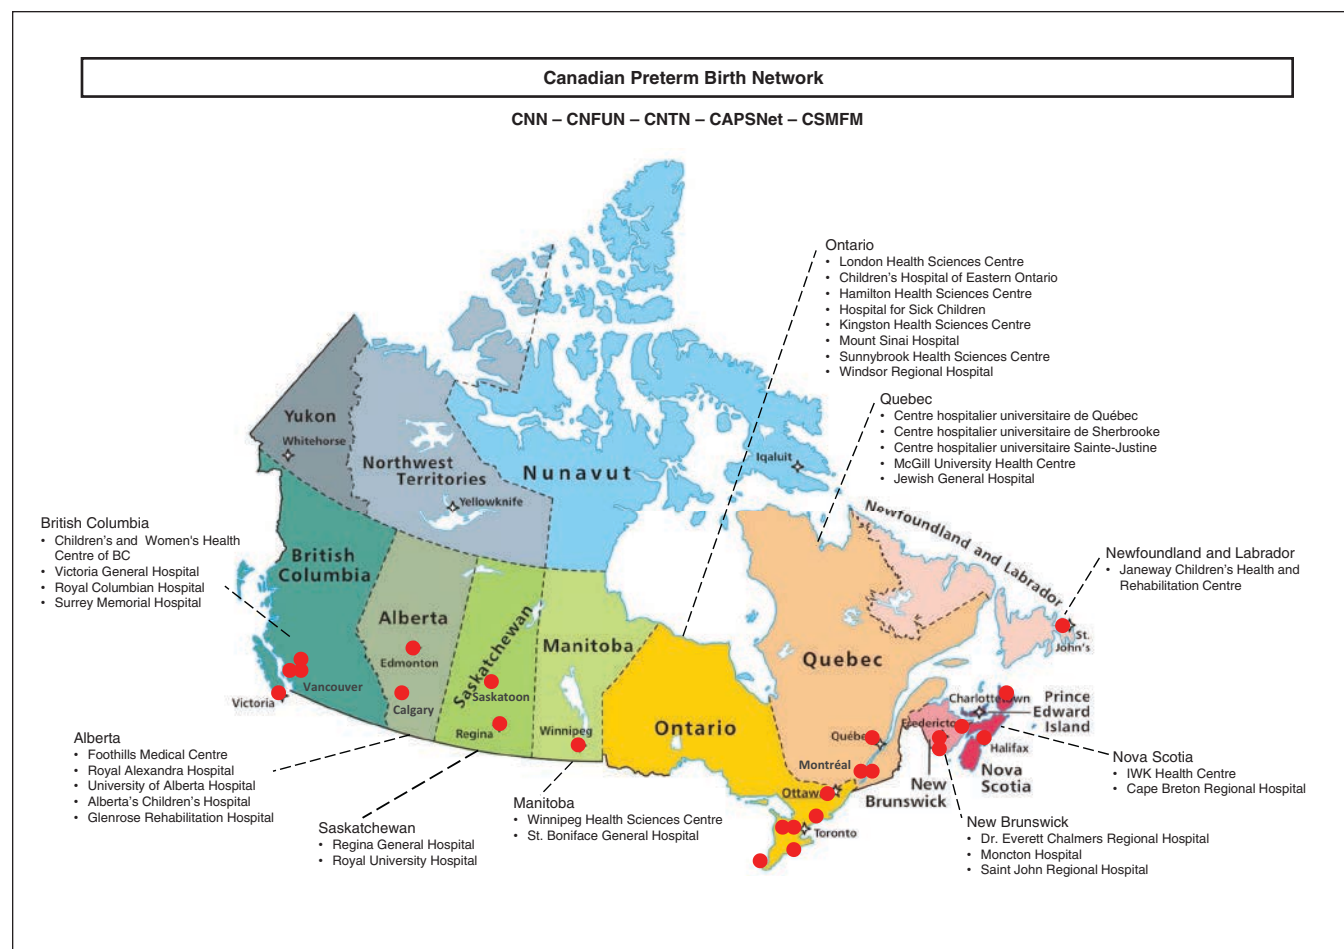 Canadian Preterm Birth Network
CNN – CNFUN – CNTN – CAPSNet – CSMFM
Ontario
• London Health Sciences Centre
• Children's Hospital of Eastern Ontario
• Hamilton Health Sciences Centre
• Hospital for Sick Children
• Kingston Health Sciences Centre
• Mount Sinai Hospital
• Sunnybrook Health Sciences Centre
• Windsor Regional Hospital
Quebec
• Centre hospitalier universitaire de Québec
• Centre hospitalier universitaire de Sherbrooke
• Centre hospitalier universitaire Sainte-Justine
• McGill University Health Centre
• Jewish General Hospital
Yukon
Whitehorse
Northwest
Territories
Yellowknife
Nunavut
Iqaluit
Newfoundland and Labrador
British Columbia
• Children's and Women's Health
Centre of BC
• Victoria General Hospital
• Royal Columbian Hospital
• Surrey Memorial Hospital
British
Columbia
Alberta
Edmonton
Calgary
Saskatchewan
Saskatoon
Regina
Manitoba
Winnipeg
Ontario
Quebec
Newfoundland and Labrador
• Janeway Children's Health and
Rehabilitation Centre
St.
John's
Vancouver
Victoria
Charlottetown
Prince
Edward
Island
Fredericton
Halifax
Québec
Montréal
Ottawa
Toronto
New
Brunswick
Nova
Scotia
Alberta
• Foothills Medical Centre
• Royal Alexandra Hospital
• University of Alberta Hospital
• Alberta's Children's Hospital
• Glenrose Rehabilitation Hospital
Saskatchewan
• Regina General Hospital
• Royal University Hospital
Manitoba
• Winnipeg Health Sciences Centre
• St. Boniface General Hospital
Nova Scotia
• IWK Health Centre
• Cape Breton Regional Hospital
New Brunswick
• Dr. Everett Chalmers Regional Hospital
• Moncton Hospital
• Saint John Regional Hospital